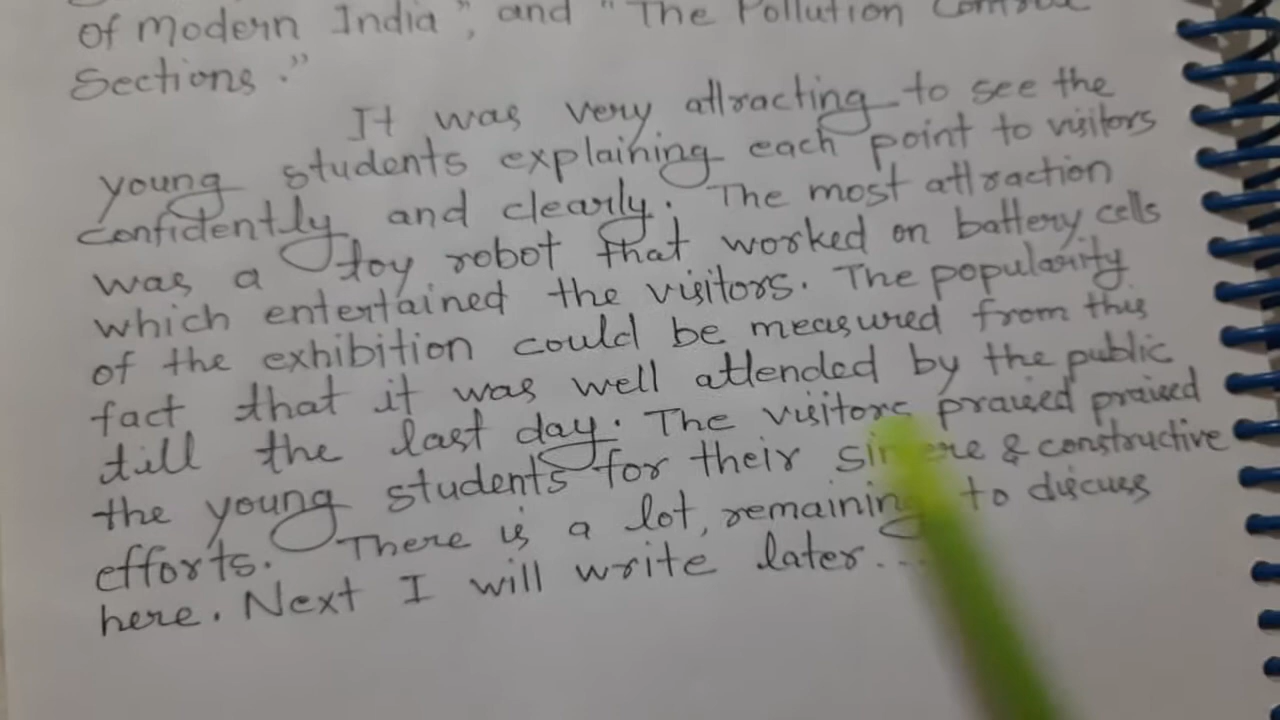 of Modern India", and "The Pollution Control
Sections."
It was very attracting to see the
young students explaining each point to visitors
confidently and clearly. The most attraction
was a toy robot that worked on battery cells
which entertained the visitors. The popularity
of the exhibition could be measured from this
fact that it was well attended by the public
till the last day. The visitors praised praised
the young students for their sincere & constructive
efforts. There is a lot, remaining to discuss
here. Next I will write later...